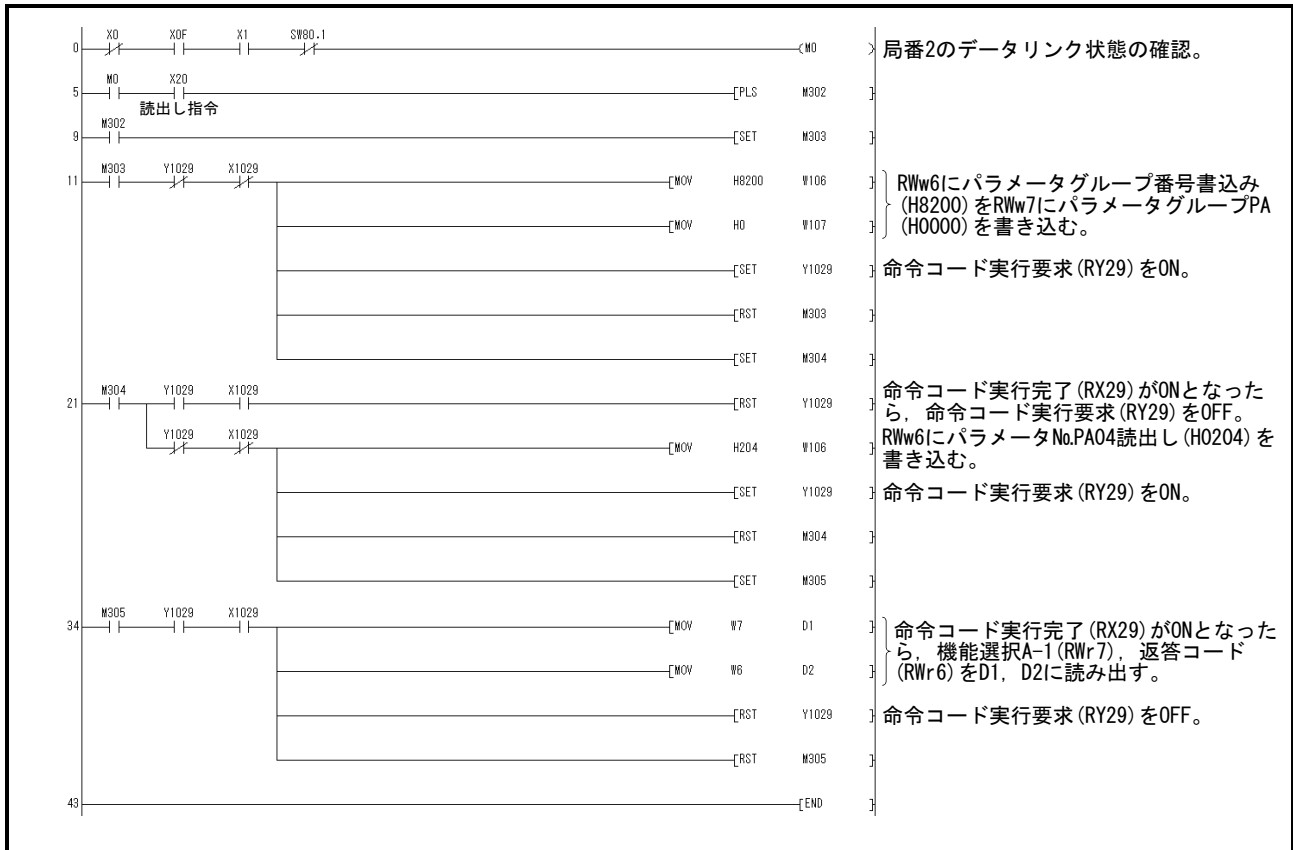 X0 X0F X1 SW80.1
0 (M0 ) 局番2のデータリンク状態の確認。
M0 X20
5 [PLS M302 ]
読出し指令
M302
9 [SET M303 ]
M303 Y1029 X1029
11 [MOV H8200 W106 ] RWw6にパラメータグループ番号書込み
(H8200)をRWw7にパラメータグループPA
[MOV H0 W107 ] (H0000)を書き込む。
[SET Y1029 ] 命令コード実行要求(RY29)をON。
[RST M303 ]
[SET M304 ]
M304 Y1029 X1029
21 [RST Y1029 ] 命令コード実行完了(RX29)がONとなった
ら，命令コード実行要求(RY29)をOFF。
Y1029 X1029
[MOV H204 W106 ] RWw6にパラメータ№PA04読出し(H0204)を
書き込む。
[SET Y1029 ] 命令コード実行要求(RY29)をON。
[RST M304 ]
[SET M305 ]
M305 Y1029 X1029
34 [MOV W7 D1 ] 命令コード実行完了(RX29)がONとなった
ら，機能選択A-1(RWr7)，返答コード
[MOV W6 D2 ] (RWr6)をD1，D2に読み出す。
[RST Y1029 ] 命令コード実行要求(RY29)をOFF。
[RST M305 ]
43 [END ]